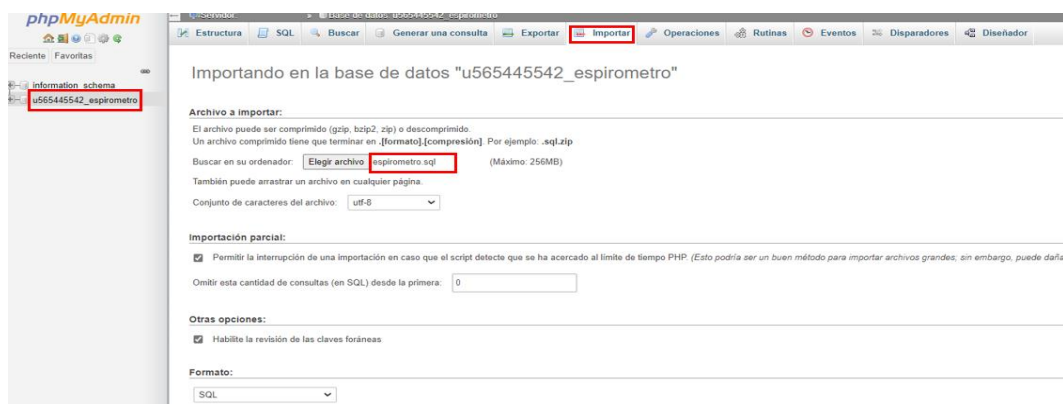 phpMyAdmin
Reciente Favoritas
information_schema
u565445542_espirometro
Servidor: » Base de datos: u565445542_espirometro
Estructura SQL Buscar Generar una consulta Exportar Importar Operaciones Rutinas Eventos Disparadores Diseñador
Importando en la base de datos "u565445542_espirometro"
Archivo a importar:
El archivo puede ser comprimido (gzip, bzip2, zip) o descomprimido.
Un archivo comprimido tiene que terminar en .[formato].[compresión]. Por ejemplo: .sql.zip
Buscar en su ordenador: Elegir archivo espirometro.sql (Máximo: 256MB)
También puede arrastrar un archivo en cualquier página.
Conjunto de caracteres del archivo: utf-8
Importación parcial:
Permitir la interrupción de una importación en caso que el script detecte que se ha acercado al límite de tiempo PHP. (Esto podría ser un buen método para importar archivos grandes; sin embargo, puede daña
Omitir esta cantidad de consultas (en SQL) desde la primera: 0
Otras opciones:
Habilite la revisión de las claves foráneas
Formato:
SQL